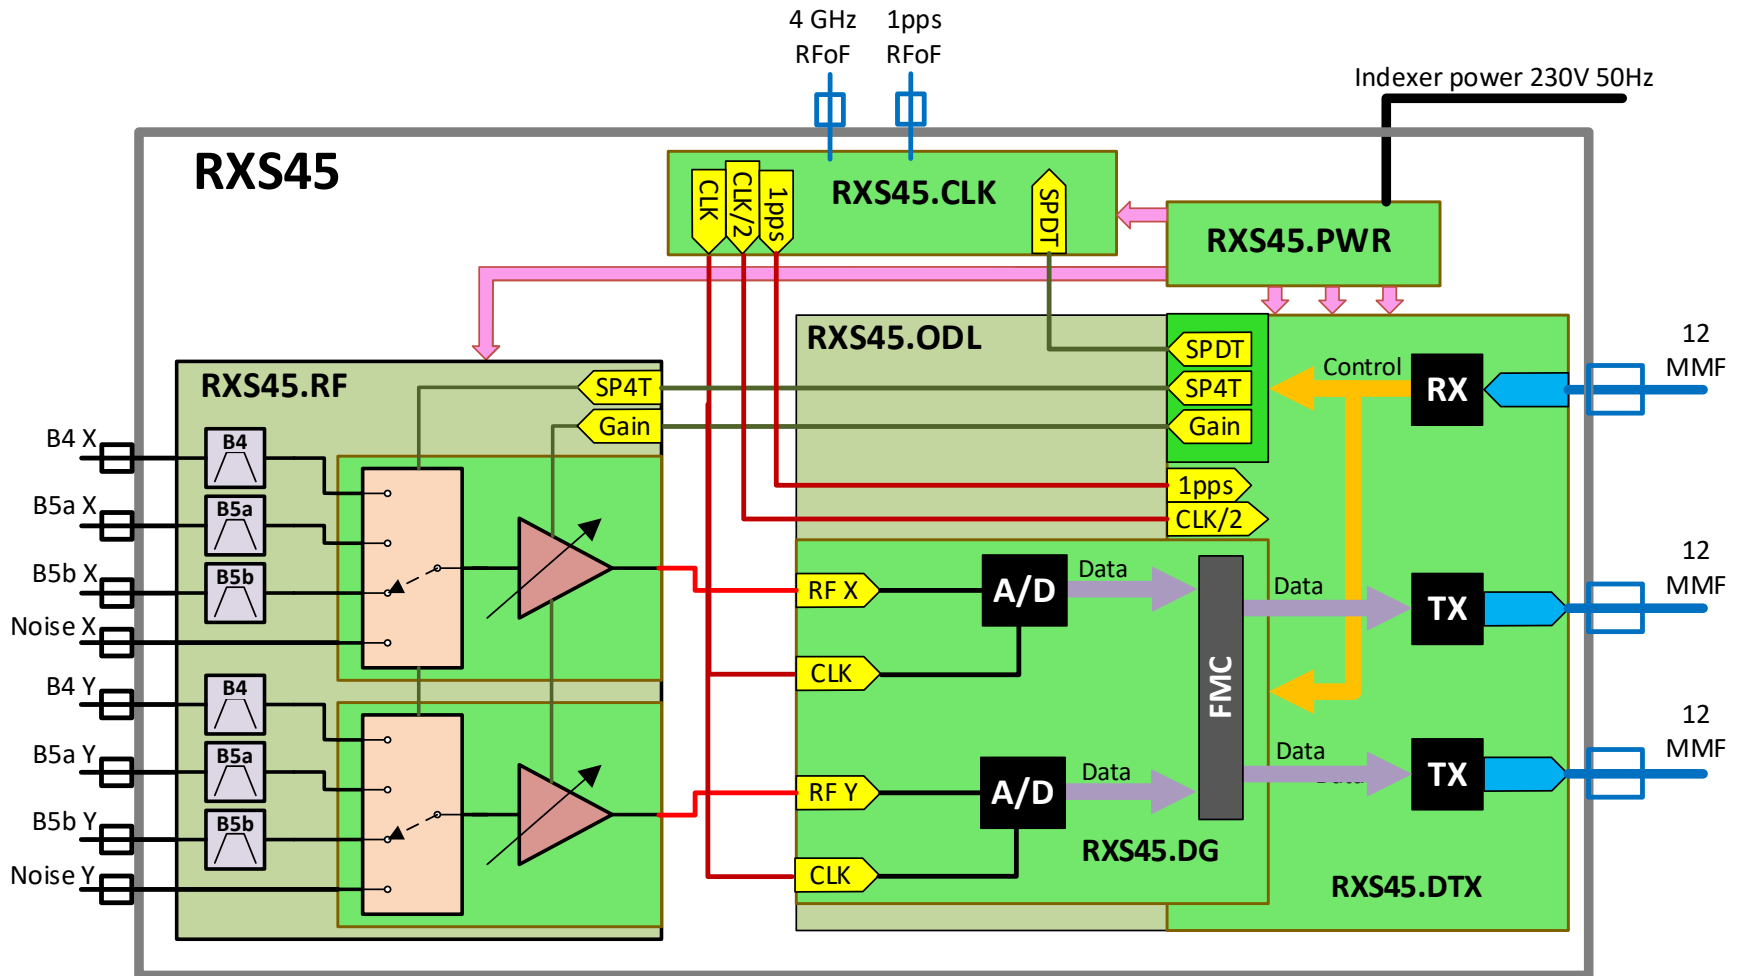 4 GHz
RFoF
1pps
RFoF
Indexer power 230V 50Hz
RXS45
CLK
CLK/2
1pps
RXS45.CLK
SPDT
RXS45.PWR
RXS45.ODL
SPDT
SP4T
Gain
1pps
CLK/2
Control
RX
12
MMF
RXS45.RF
SP4T
Gain
B4 X
B4
B5a X
B5a
B5b X
B5b
Noise X
B4 Y
B4
B5a Y
B5a
B5b Y
B5b
Noise Y
RF X
A/D
Data
CLK
FMC
Data
TX
12
MMF
RF Y
A/D
Data
CLK
RXS45.DG
Data
Data
TX
12
MMF
RXS45.DTX